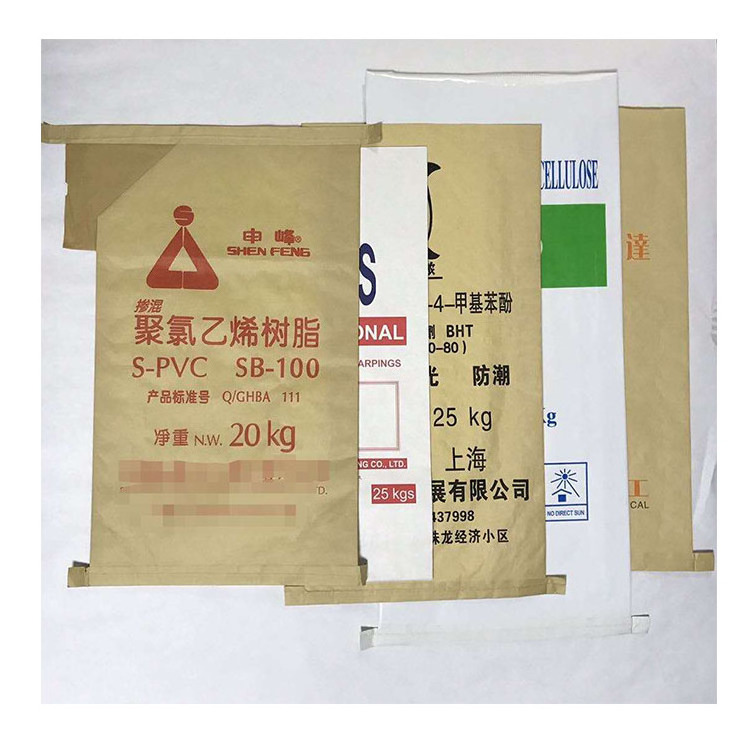 申峰®
SHEN FENG
掺混
聚氯乙烯树脂
S-PVC SB-100
产品标准号 Q/GHBA 111
净重 N.W. 20kg
D.
S
ONAL
ARPINGS
NG CO., LTD.
25 kgs
-4-甲基苯酚
BHT
0-80)
光 防潮
25 kg
上海
展有限公司
437998
珠龙经济小区
CELLULOSE
Kg
NO DIRECT SUN
達
工
CAL